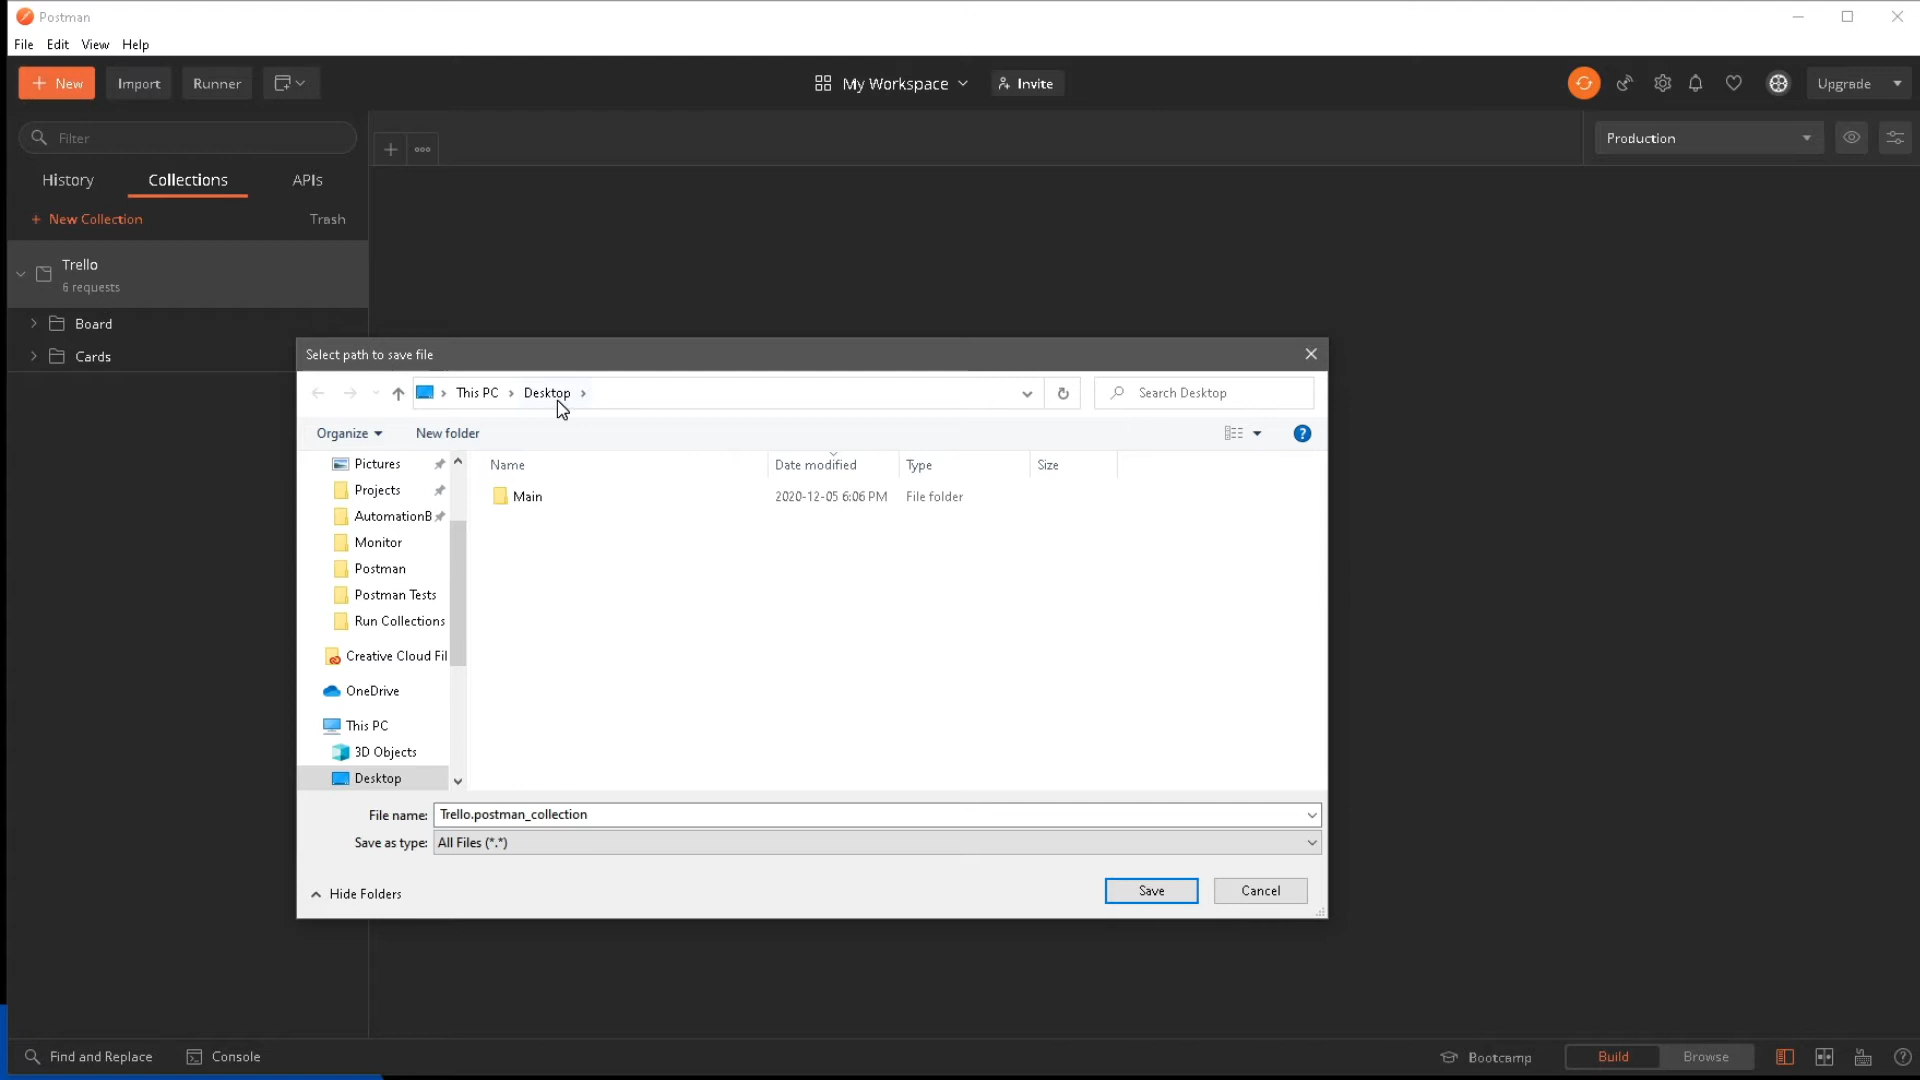 Postman
File Edit View Help
New Import Runner My Workspace Invite Upgrade
Filter
Production
History Collections APIs
+ New Collection Trash
Trello
6 requests
Board
Cards
Select path to save file
This PC > Desktop > Search Desktop
Organize New folder
Name Date modified Type Size
Main 2020-12-05 6:06 PM File folder
Pictures
Projects
AutomationB
Monitor
Postman
Postman Tests
Run Collections
Creative Cloud Fil
OneDrive
This PC
3D Objects
Desktop
File name: Trello.postman_collection
Save as type: All Files (*.*)
Hide Folders Save Cancel
Find and Replace Console Bootcamp Build Browse